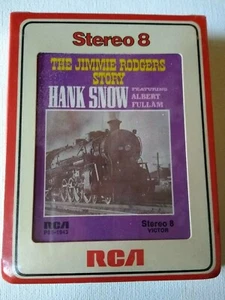 Stereo 8
THE JIMMIE RODGERS
STORY
HANK SNOW
FEATURING
ALBERT
FULLAM
RCA
Stereo 8
VICTOR
RCA